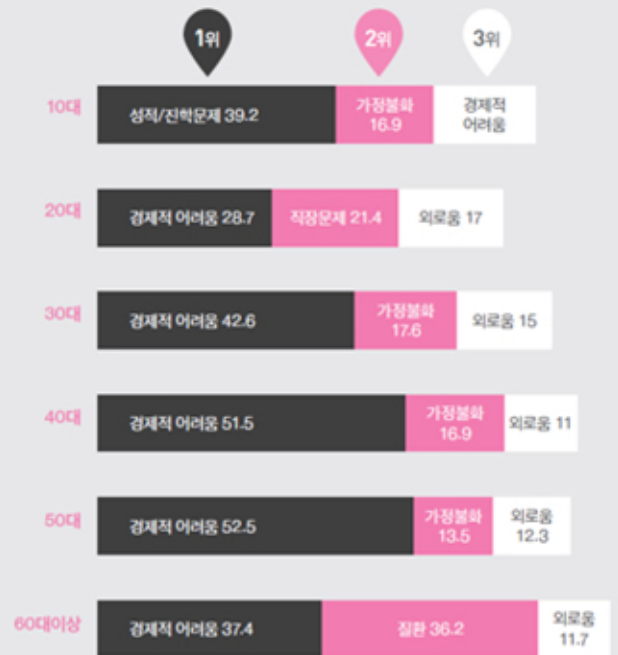 1위 2위 3위
10대 성적/진학문제 39.2 가정불화 16.9 경제적 어려움
20대 경제적 어려움 28.7 직장문제 21.4 외로움 17
30대 경제적 어려움 42.6 가정불화 17.6 외로움 15
40대 경제적 어려움 51.5 가정불화 16.9 외로움 11
50대 경제적 어려움 52.5 가정불화 13.5 외로움 12.3
60대이상 경제적 어려움 37.4 질환 36.2 외로움 11.7